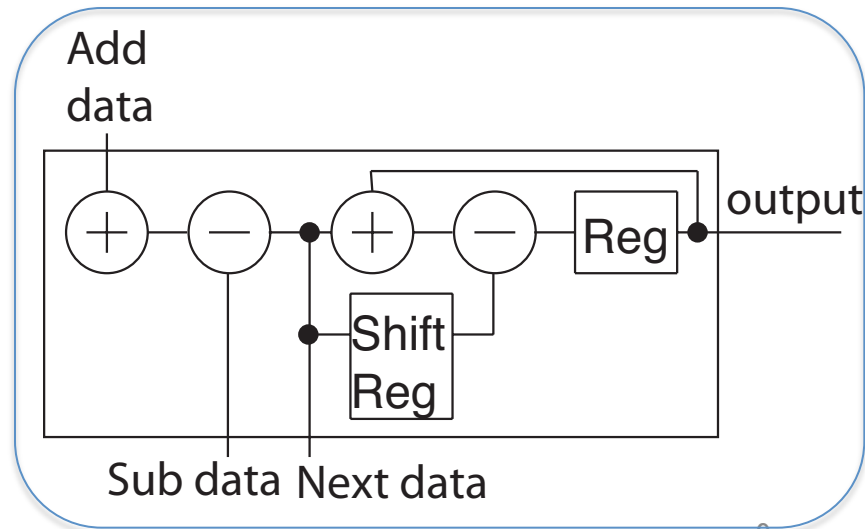 Add
data
output
Reg
Shift
Reg
Sub data
Next data